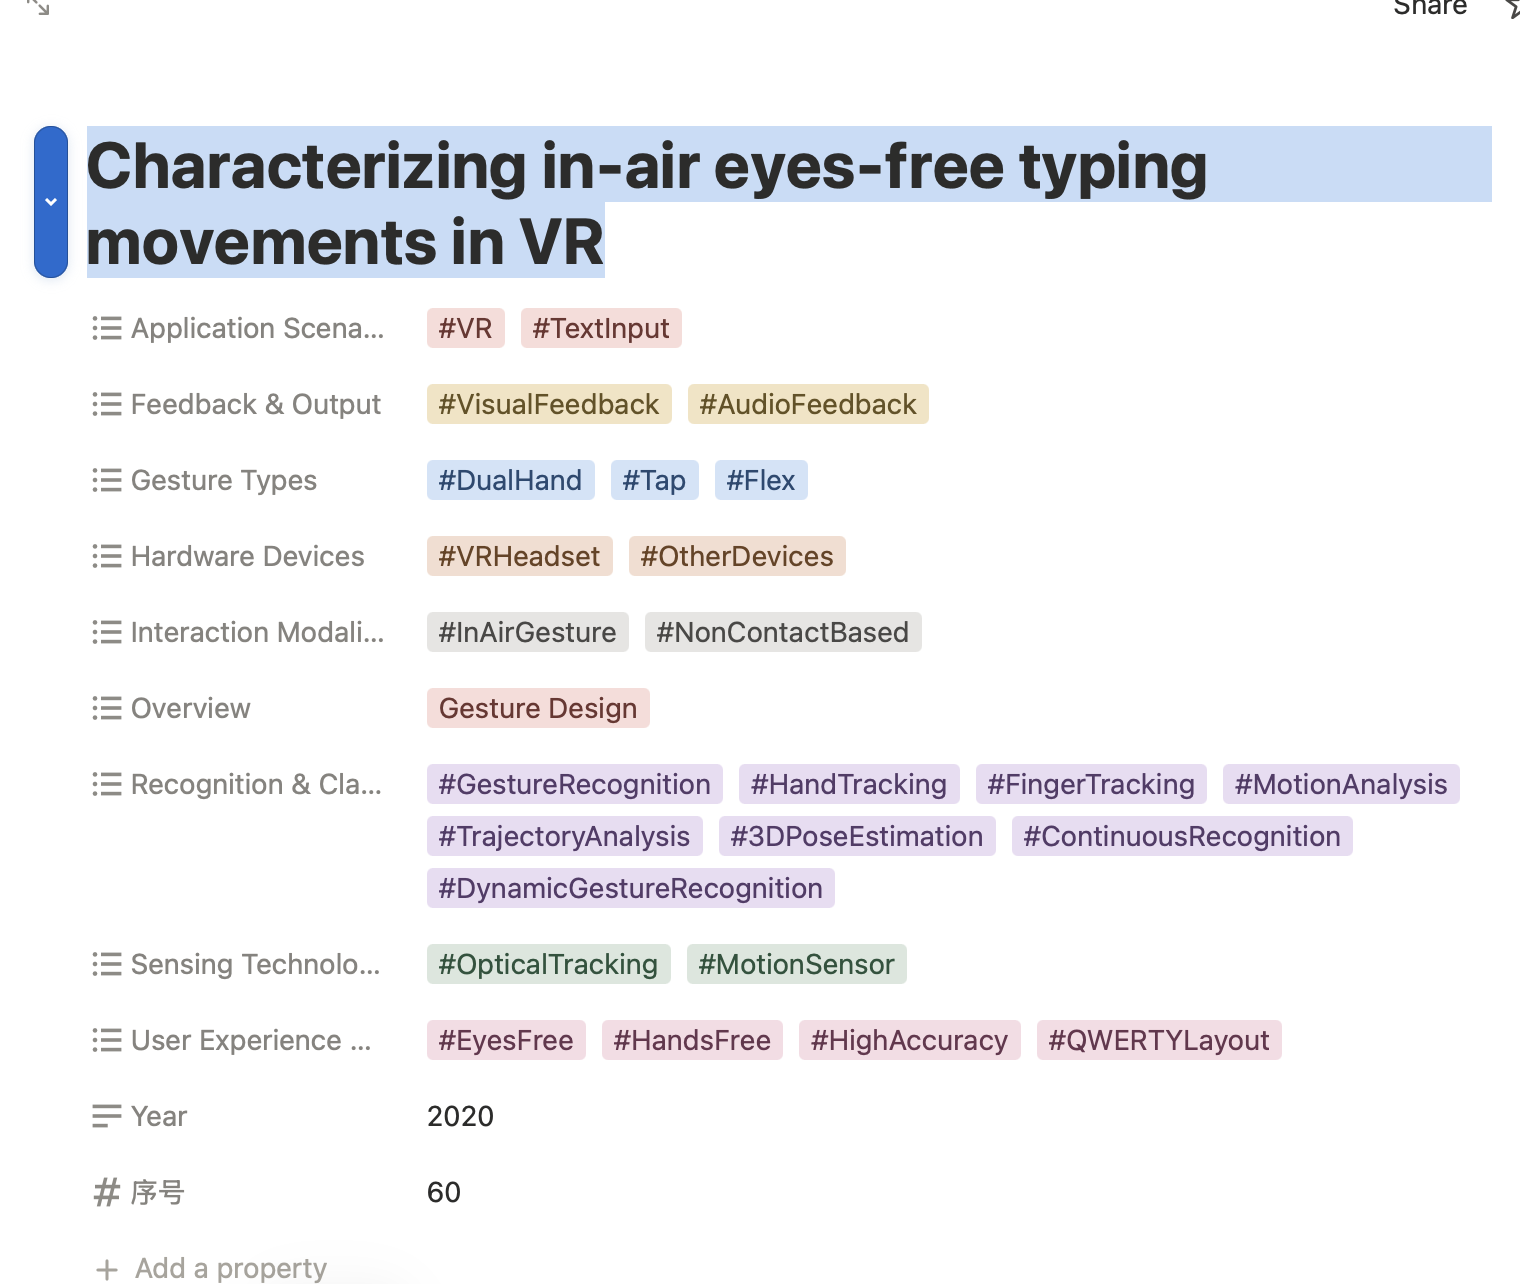 Share
Characterizing in-air eyes-free typing
movements in VR
Application Scena... #VR #TextInput
Feedback & Output #VisualFeedback #AudioFeedback
Gesture Types #DualHand #Tap #Flex
Hardware Devices #VRHeadset #OtherDevices
Interaction Modali... #InAirGesture #NonContactBased
Overview Gesture Design
Recognition & Cla... #GestureRecognition #HandTracking #FingerTracking #MotionAnalysis
#TrajectoryAnalysis #3DPoseEstimation #ContinuousRecognition
#DynamicGestureRecognition
Sensing Technolo... #OpticalTracking #MotionSensor
User Experience ... #EyesFree #HandsFree #HighAccuracy #QWERTYLayout
Year 2020
序号 60
+ Add a property